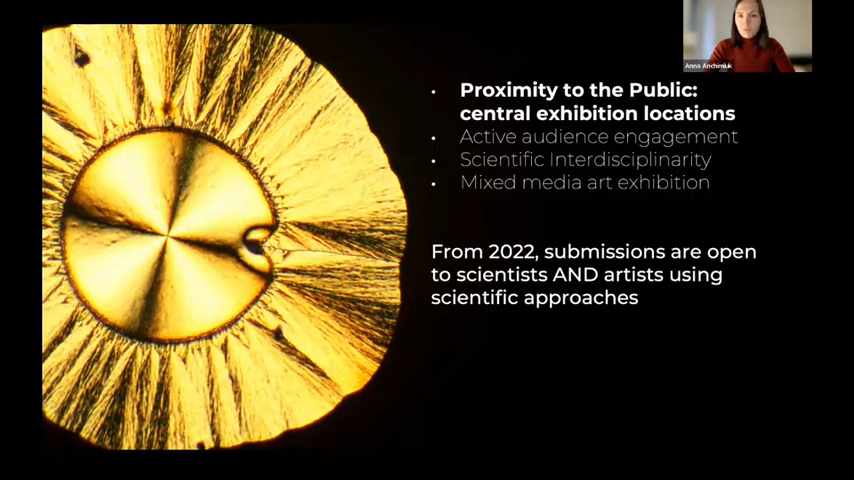 Anna Anchimiuk
• Proximity to the Public:
central exhibition locations
• Active audience engagement
• Scientific Interdisciplinarity
• Mixed media art exhibition
From 2022, submissions are open
to scientists AND artists using
scientific approaches